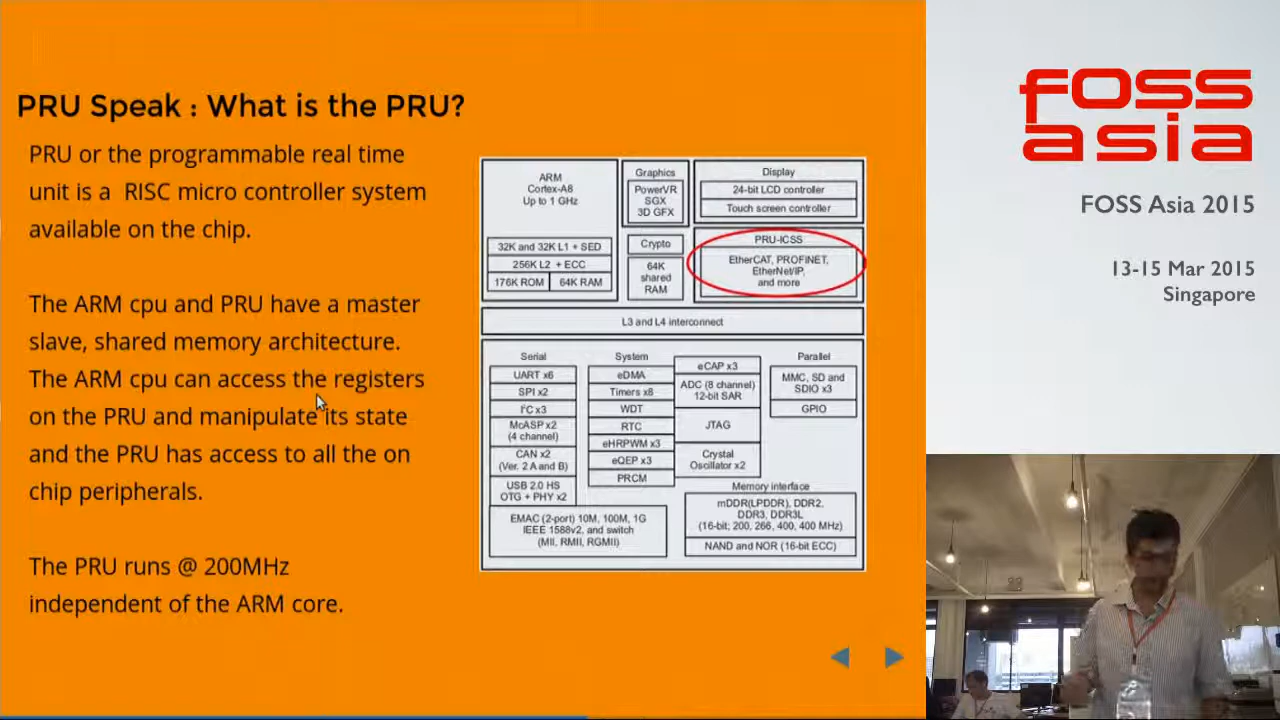 PRU Speak : What is the PRU?
PRU or the programmable real time
unit is a RISC micro controller system
available on the chip.
The ARM cpu and PRU have a master
slave, shared memory architecture.
The ARM cpu can access the registers
on the PRU and manipulate its state
and the PRU has access to all the on
chip peripherals.
The PRU runs @ 200MHz
independent of the ARM core.
ARM
Cortex-A8
Up to 1 GHz
32K and 32K L1 + SED
256K L2 + ECC
176K ROM
64K RAM
Graphics
PowerVR
SGX
3D GFX
Crypto
64K
shared
RAM
Display
24-bit LCD controller
Touch screen controller
PRU-ICSS
EtherCAT, PROFINET,
EtherNet/IP,
and more
L3 and L4 interconnect
Serial
UART x6
SPI x2
I²C x3
McASP x2
(4 channel)
CAN x2
(Ver. 2 A and B)
USB 2.0 HS
OTG + PHY x2
EMAC (2-port) 10M, 100M, 1G
IEEE 1588v2, and switch
(MII, RMII, RGMII)
System
eDMA
Timers x8
WDT
RTC
eHRPWM x3
eQEP x3
PRCM
eCAP x3
ADC (8 channel)
12-bit SAR
JTAG
Crystal
Oscillator x2
Parallel
MMC, SD and
SDIO x3
GPIO
Memory interface
mDDR(LPDDR), DDR2,
DDR3, DDR3L
(16-bit; 200, 266, 400, 400 MHz)
NAND and NOR (16-bit ECC)
FOSS
asia
FOSS Asia 2015
13-15 Mar 2015
Singapore